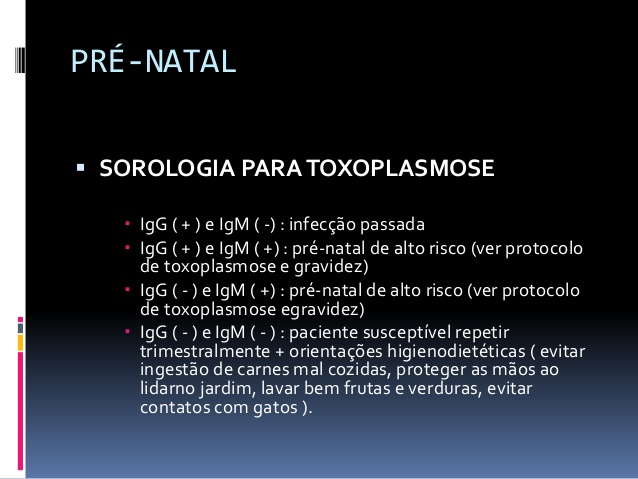 PRÉ-NATAL
SOROLOGIA PARA TOXOPLASMOSE
IgG ( + ) e IgM ( -) : infecção passada
IgG ( + ) e IgM ( +) : pré-natal de alto risco (ver protocolo
de toxoplasmose e gravidez)
IgG ( - ) e IgM ( +) : pré-natal de alto risco (ver protocolo
de toxoplasmose egravidez)
IgG ( - ) e IgM ( - ) : paciente susceptível repetir
trimestralmente + orientações higienodietéticas ( evitar
ingestão de carnes mal cozidas, proteger as mãos ao
lidarno jardim, lavar bem frutas e verduras, evitar
contatos com gatos ).